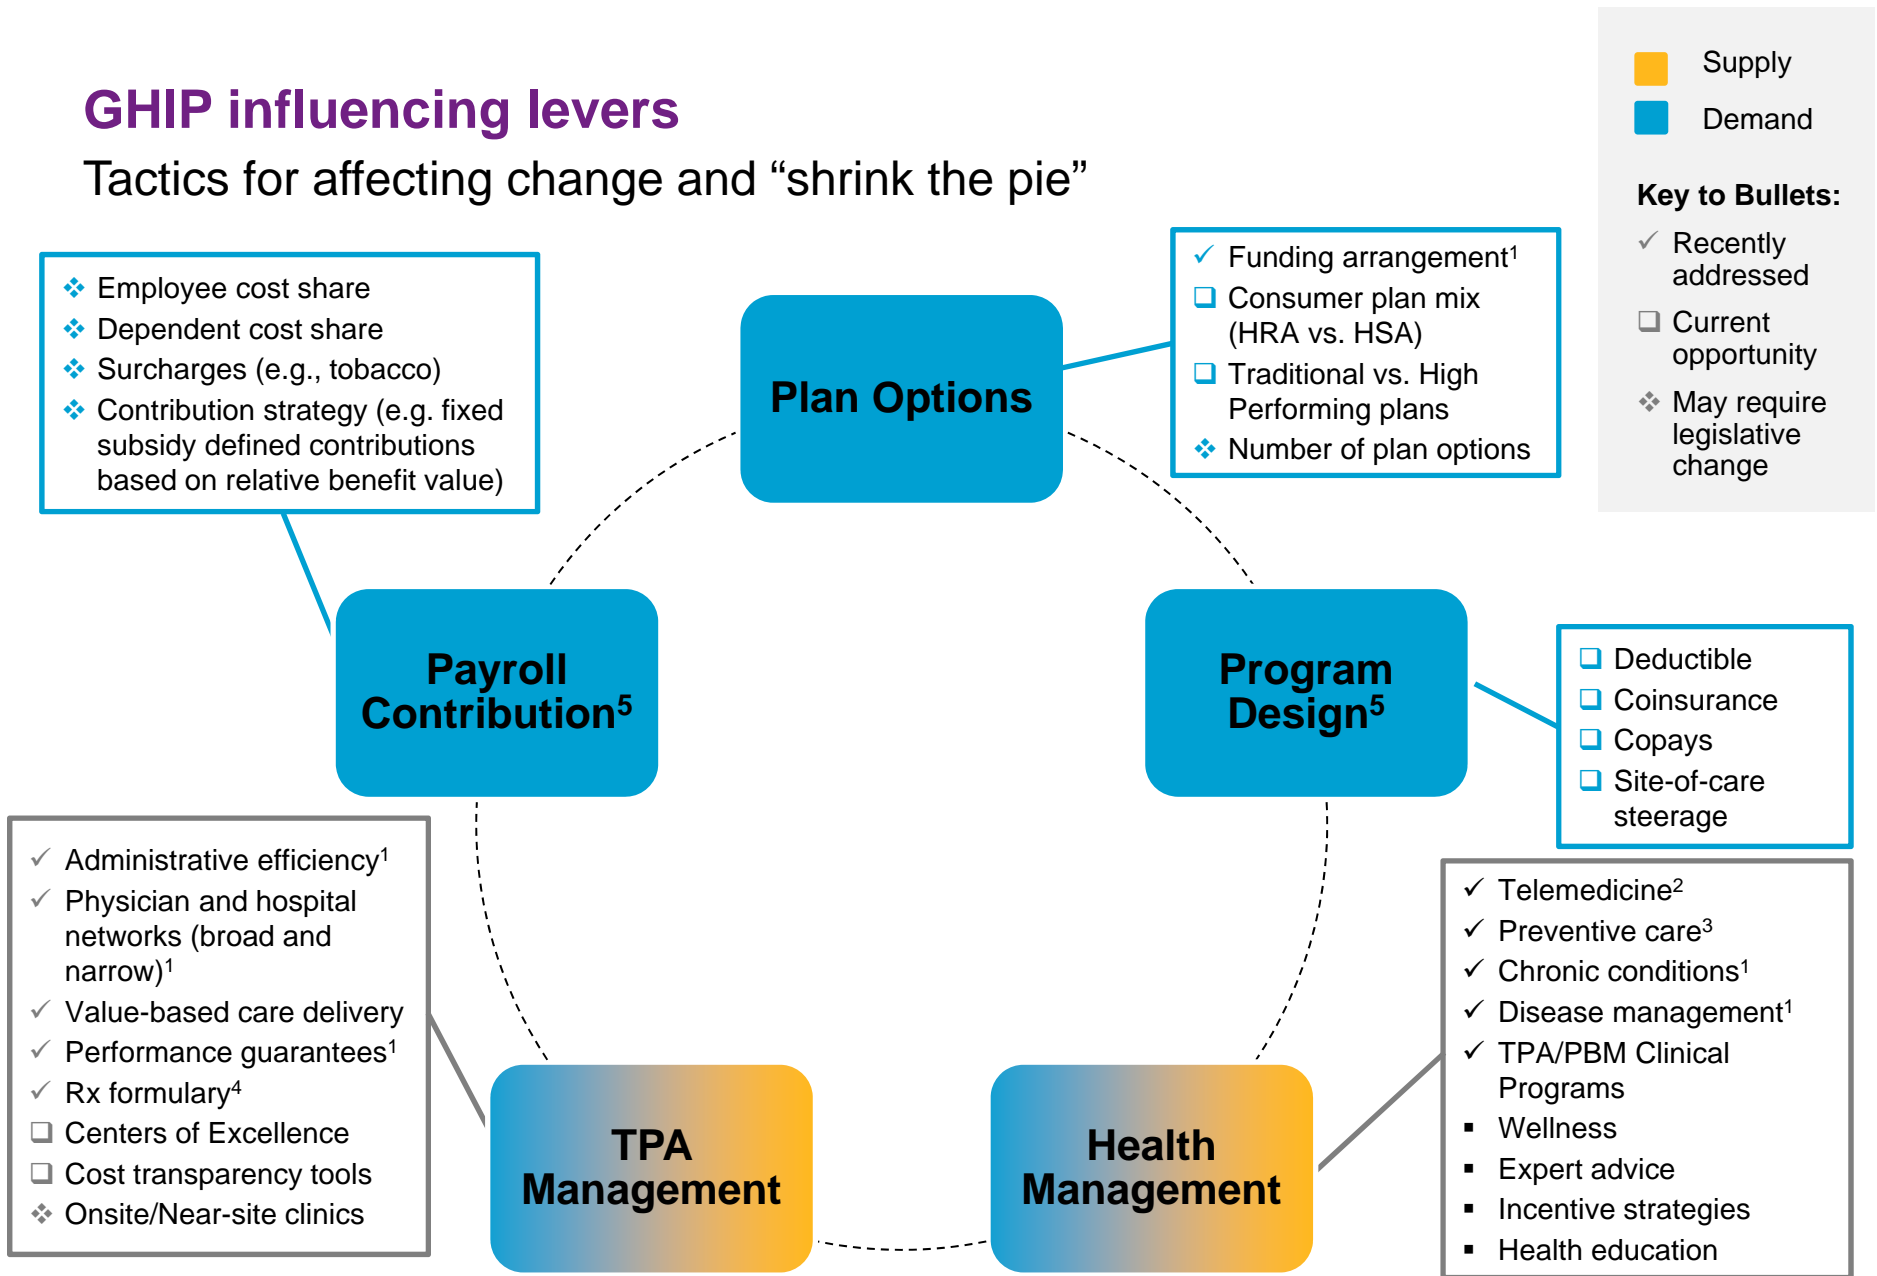 GHIP influencing levers
Tactics for affecting change and “shrink the pie”
Supply
Demand
Key to Bullets:
✓ Recently
addressed
❑ Current
opportunity
❖ May require
legislative
change
❖ Employee cost share
❖ Dependent cost share
❖ Surcharges (e.g., tobacco)
❖ Contribution strategy (e.g. fixed
subsidy defined contributions
based on relative benefit value)
Plan Options
✓ Funding arrangement¹
❑ Consumer plan mix
(HRA vs. HSA)
❑ Traditional vs. High
Performing plans
❖ Number of plan options
Payroll
Contribution⁵
Program
Design⁵
❑ Deductible
❑ Coinsurance
❑ Copays
❑ Site-of-care
steerage
✓ Administrative efficiency¹
✓ Physician and hospital
networks (broad and
narrow)¹
✓ Value-based care delivery
✓ Performance guarantees¹
✓ Rx formulary⁴
❑ Centers of Excellence
❑ Cost transparency tools
❖ Onsite/Near-site clinics
TPA
Management
Health
Management
✓ Telemedicine²
✓ Preventive care³
✓ Chronic conditions¹
✓ Disease management¹
✓ TPA/PBM Clinical
Programs
▪ Wellness
▪ Expert advice
▪ Incentive strategies
▪ Health education